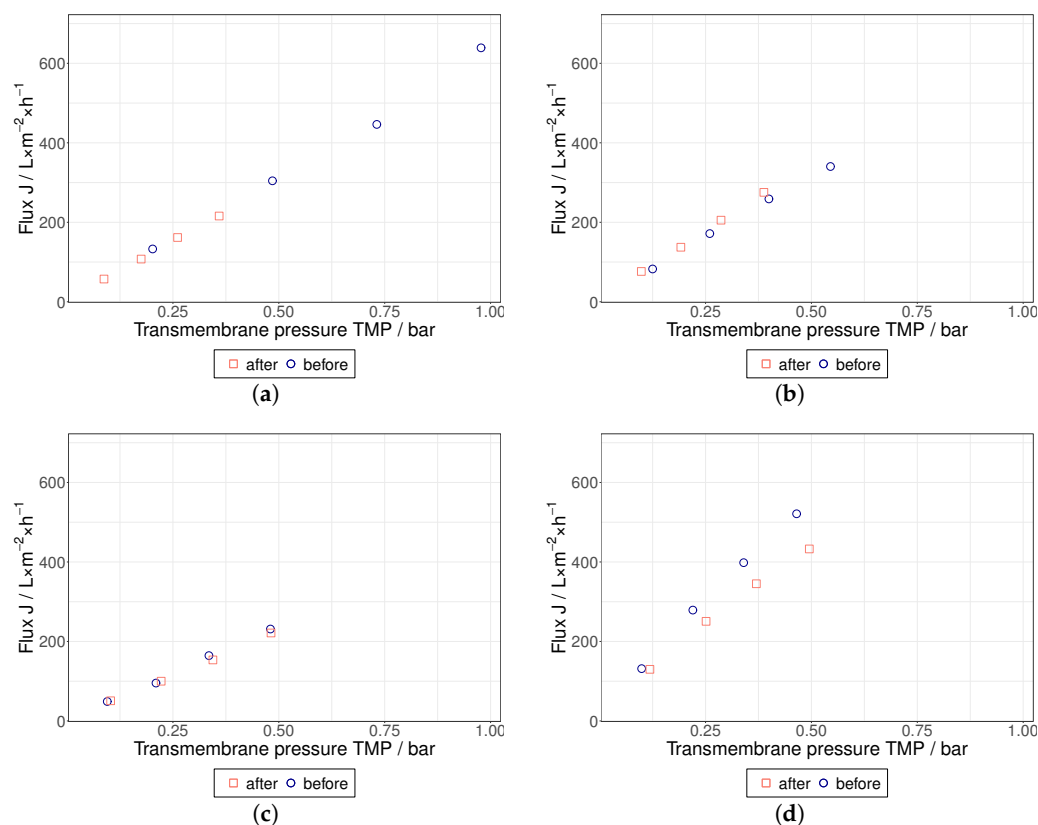 600
400
200
0
Flux J / L×m⁻²×h⁻¹
0.25 0.50 0.75 1.00
Transmembrane pressure TMP / bar
after before
(a)
600
400
200
0
Flux J / L×m⁻²×h⁻¹
0.25 0.50 0.75 1.00
Transmembrane pressure TMP / bar
after before
(b)
600
400
200
0
Flux J / L×m⁻²×h⁻¹
0.25 0.50 0.75 1.00
Transmembrane pressure TMP / bar
after before
(c)
600
400
200
0
Flux J / L×m⁻²×h⁻¹
0.25 0.50 0.75 1.00
Transmembrane pressure TMP / bar
after before
(d)